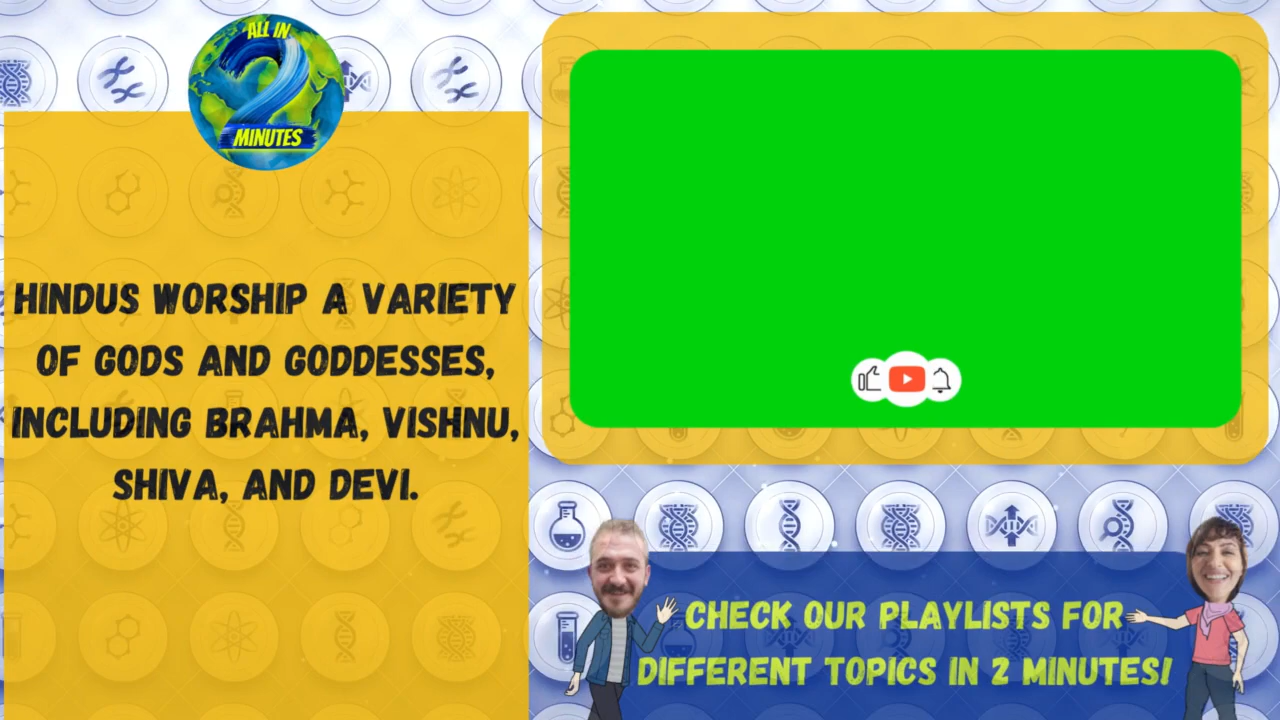 ALL IN
2
MINUTES
HINDUS WORSHIP A VARIETY
OF GODS AND GODDESSES,
INCLUDING BRAHMA, VISHNU,
SHIVA, AND DEVI.
CHECK OUR PLAYLISTS FOR
DIFFERENT TOPICS IN 2 MINUTES!